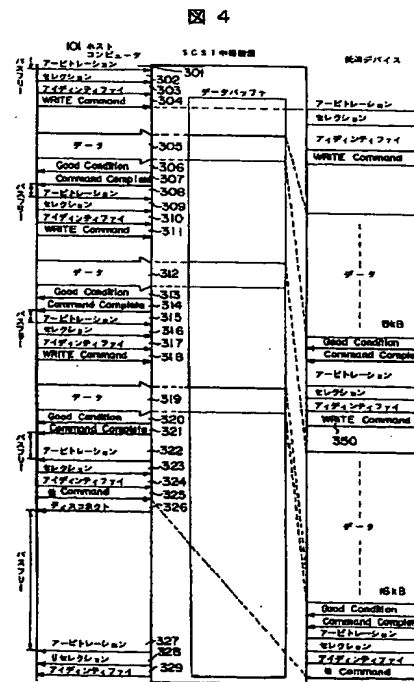 図 4
101 ホスト
コンピュータ
SCSI中継装置
低速デバイス
データバッファ
バスフリー
アービトレーション
301
セレクション
302
アイディンティファイ
303
WRITE Command
304
データ
305
Good Condition
306
Command Complete
307
バスフリー
308
アービトレーション
セレクション
309
アイディンティファイ
310
WRITE Command
311
データ
312
Good Condition
313
Command Complete
314
バスフリー
アービトレーション
315
セレクション
316
アイディンティファイ
317
WRITE Command
318
データ
319
Good Condition
320
Command Complete
321
バスフリー
アービトレーション
322
セレクション
323
アイディンティファイ
324
他 Command
325
ディスコネクト
326
バスフリー
アービトレーション
327
328
リセレクション
アイディンティファイ
329
アービトレーション
セレクション
アイディンティファイ
WRITE Command
データ
Good Condition
Command Complete
アービトレーション
セレクション
アイディンティファイ
WRITE Command
350
データ
16kB
Good Condition
Command Complete
アービトレーション
セレクション
アイディンティファイ
他 Command